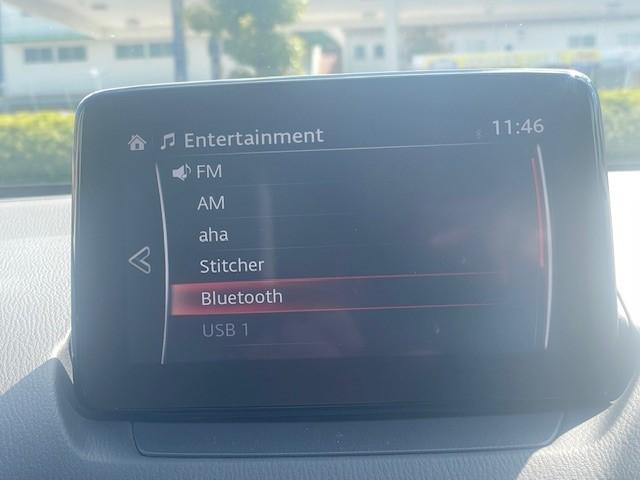 Entertainment 11:46
FM
AM
aha
Stitcher
Bluetooth
USB 1